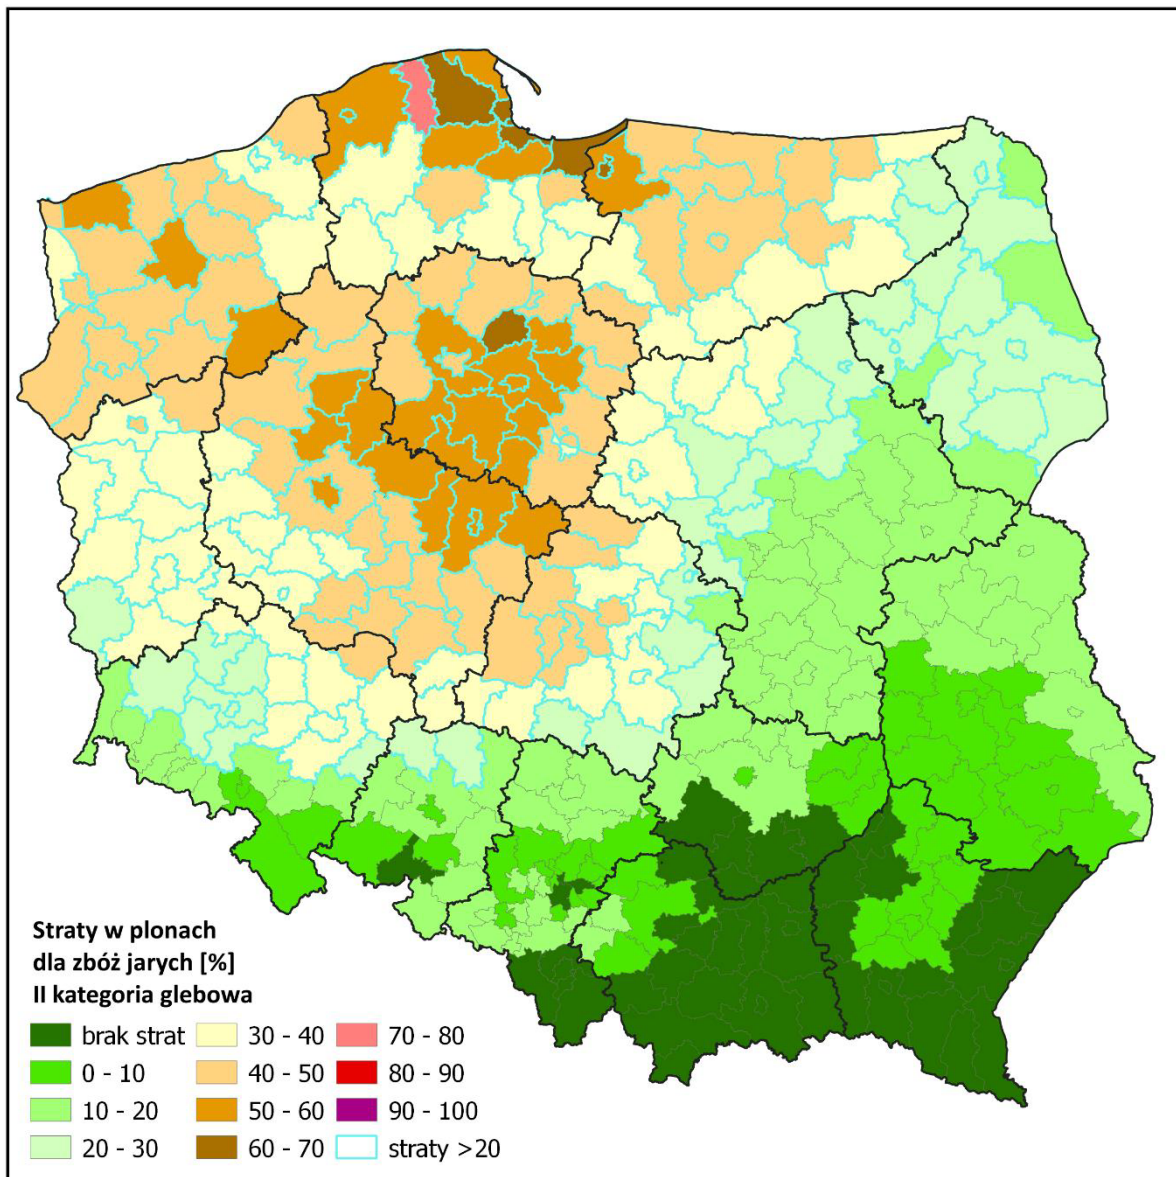 Straty w plonach
dla zbóż jarych [%]
II kategoria glebowa
brak strat
0 - 10
10 - 20
20 - 30
30 - 40
40 - 50
50 - 60
60 - 70
70 - 80
80 - 90
90 - 100
straty >20